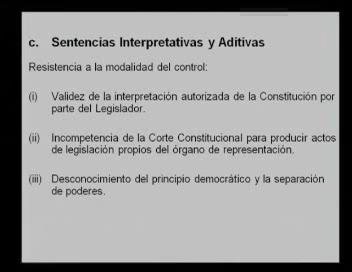 c. Sentencias Interpretativas y Aditivas
Resistencia a la modalidad del control:
(i) Validez de la interpretación autorizada de la Constitución por
parte del Legislador.
(ii) Incompetencia de la Corte Constitucional para producir actos
de legislación propios del órgano de representación.
(iii) Desconocimiento del principio democrático y la separación
de poderes.